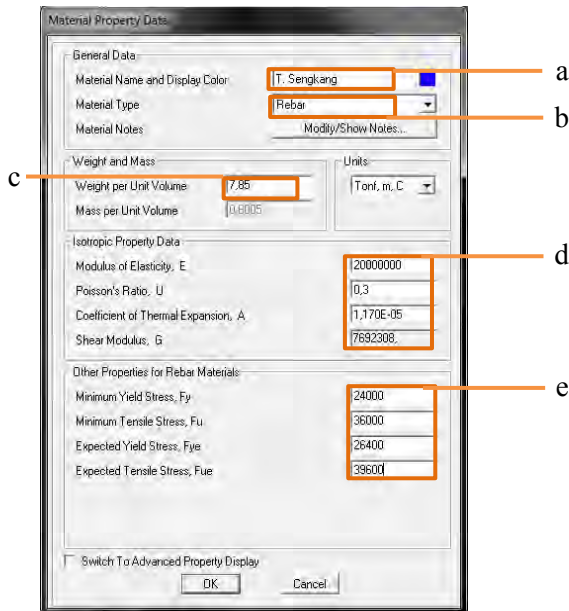 Material Property Data
General Data
Material Name and Display Color T. Sengkang a
Material Type Rebar b
Material Notes Modify/Show Notes...
Weight and Mass Units
c Weight per Unit Volume 7,85 Tonf, m, C
Mass per Unit Volume 0,8005
Isotropic Property Data
Modulus of Elasticity, E 20000000 d
Poisson's Ratio, U 0,3
Coefficient of Thermal Expansion, A 1,170E-05
Shear Modulus, G 7692308,
Other Properties for Rebar Materials
Minimum Yield Stress, Fy 24000 e
Minimum Tensile Stress, Fu 36000
Expected Yield Stress, Fye 26400
Expected Tensile Stress, Fue 39600
Switch To Advanced Property Display
OK Cancel